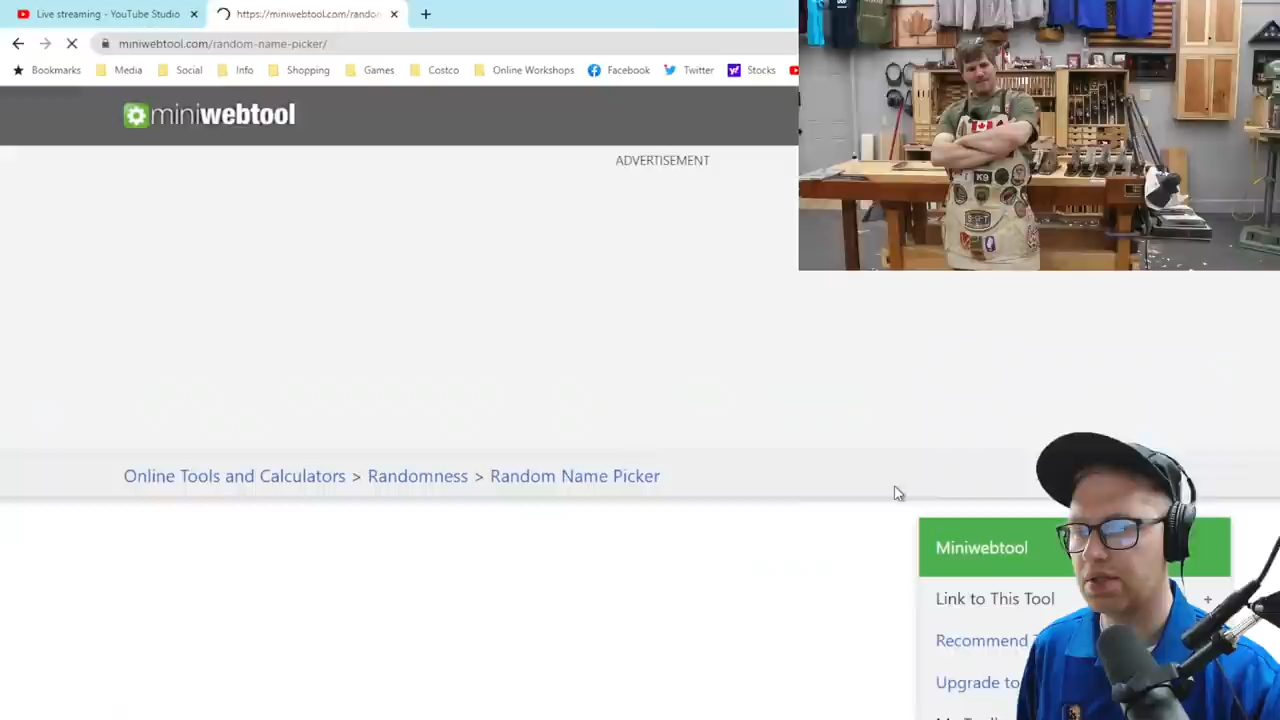 Live streaming - YouTube Studio
https://miniwebtool.com/random
miniwebtool.com/random-name-picker/
Bookmarks Media Social Info Shopping Games Costco Online Workshops Facebook Twitter Stocks
miniwebtool
ADVERTISEMENT
K9
Online Tools and Calculators > Randomness > Random Name Picker
Miniwebtool
Link to This Tool +
Recommend
Upgrade to